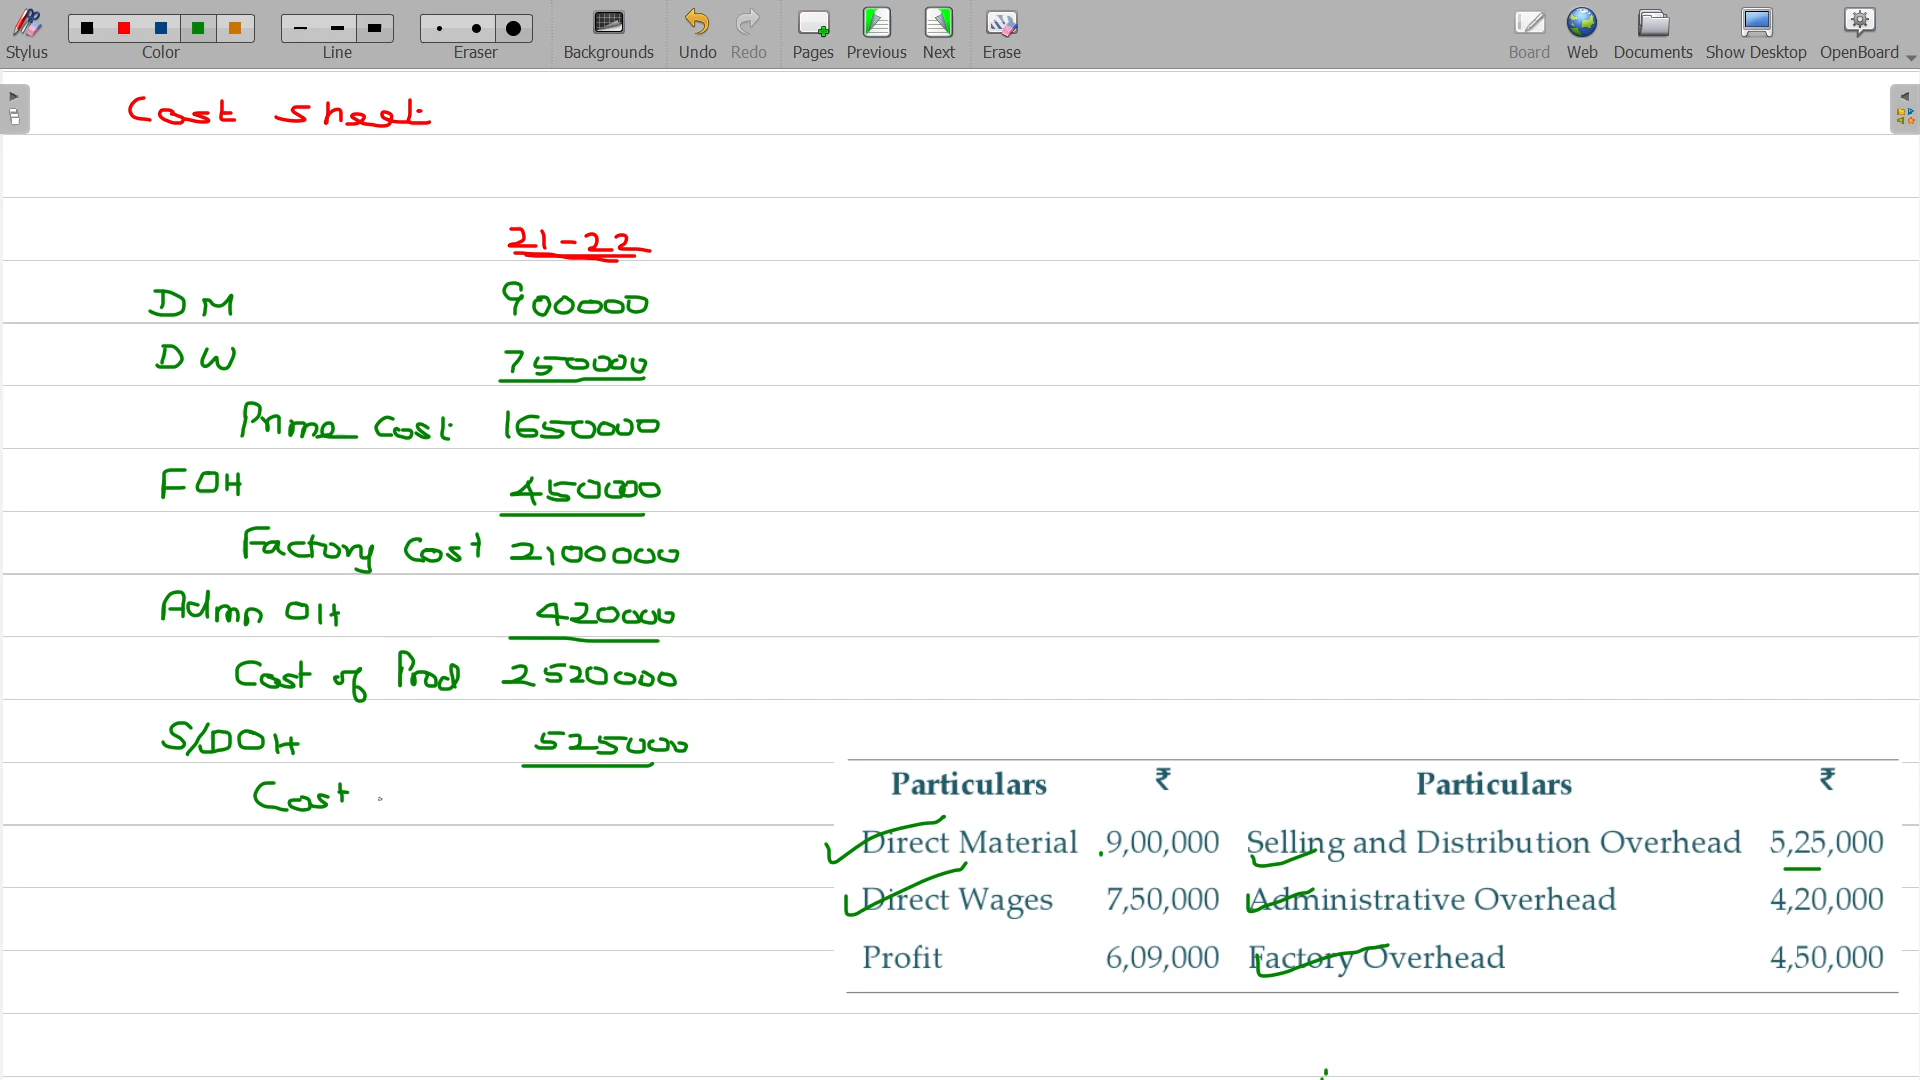 Stylus Color Line Eraser Backgrounds Undo Redo Pages Previous Next Erase Board Web Documents Show Desktop OpenBoard
Cost sheet
21-22
DM 900000
DW 750000
Prime Cost 1650000
FOH 450000
Factory Cost 2100000
Admn OH 420000
Cost of Prod 2520000
S/DOH 525000
Cost
Particulars ₹ Particulars ₹
Direct Material 9,00,000 Selling and Distribution Overhead 5,25,000
Direct Wages 7,50,000 Administrative Overhead 4,20,000
Profit 6,09,000 Factory Overhead 4,50,000